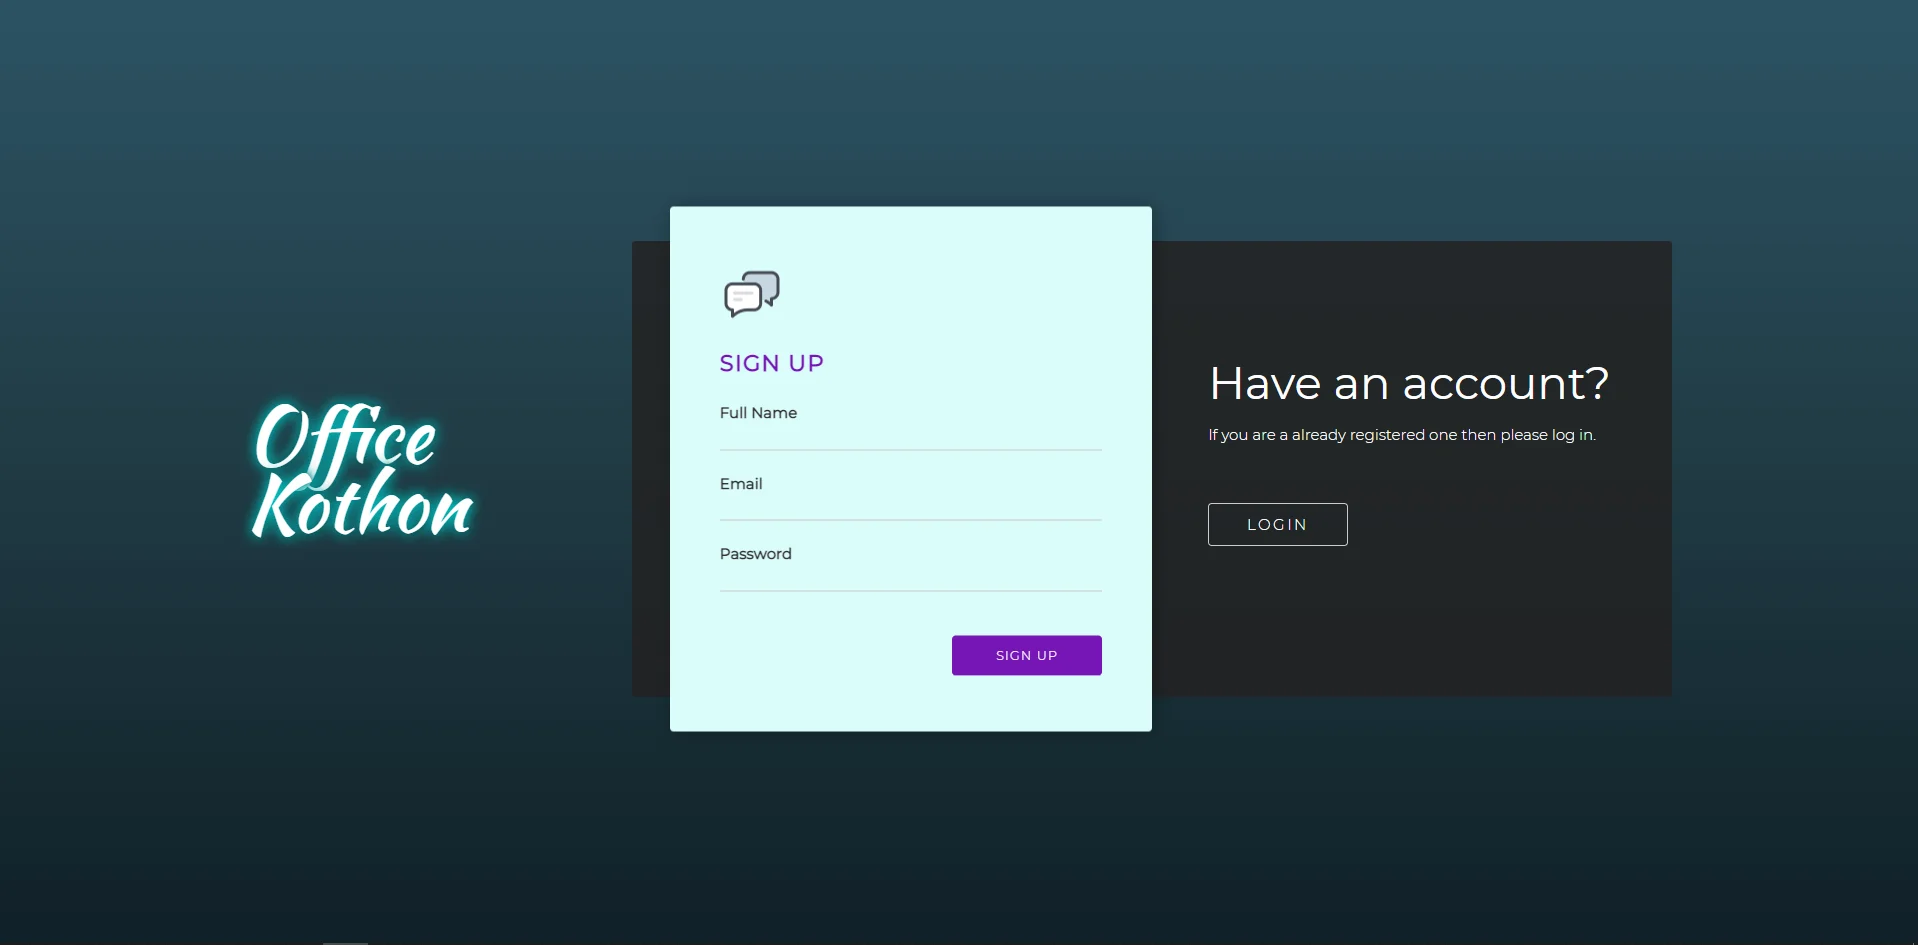 Office
Kothon
SIGN UP
Full Name
Email
Password
SIGN UP
Have an account?
If you are a already registered one then please log in.
LOGIN